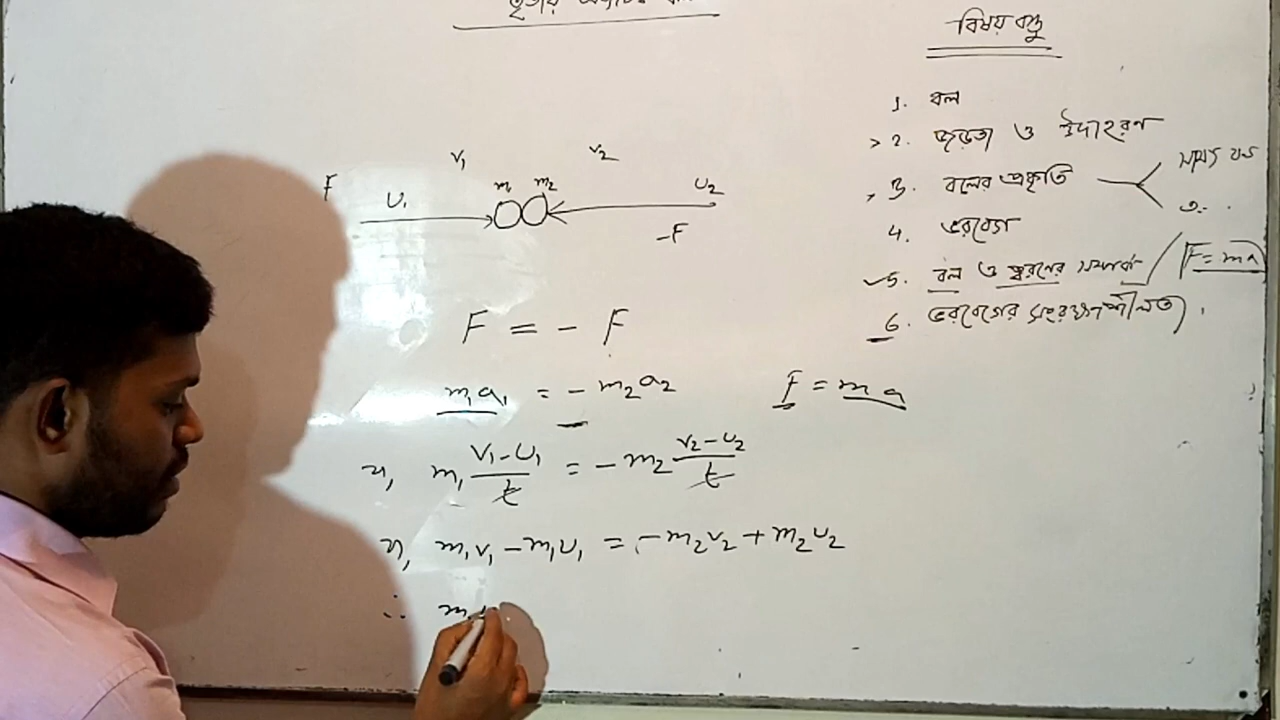 তৃতীয়
বিষয় বস্তু
1. বল
> 2. জড়তা ও উদাহরণ
> 3. বলের প্রকৃতি
4. ভরবেগ
✓5. বল ও ত্বরণের সম্পর্ক / F = ma
6. ভরবেগের সংরক্ষণশীলতা
v₁ v₂
F U₁ m₁ m₂ U₂
-F
F = - F
m₁a₁ = - m₂a₂ F = ma
বা, m₁ (v₁-U₁)/t = - m₂ (v₂-U₂)/t
বা, m₁v₁ - m₁U₁ = - m₂v₂ + m₂U₂
∴